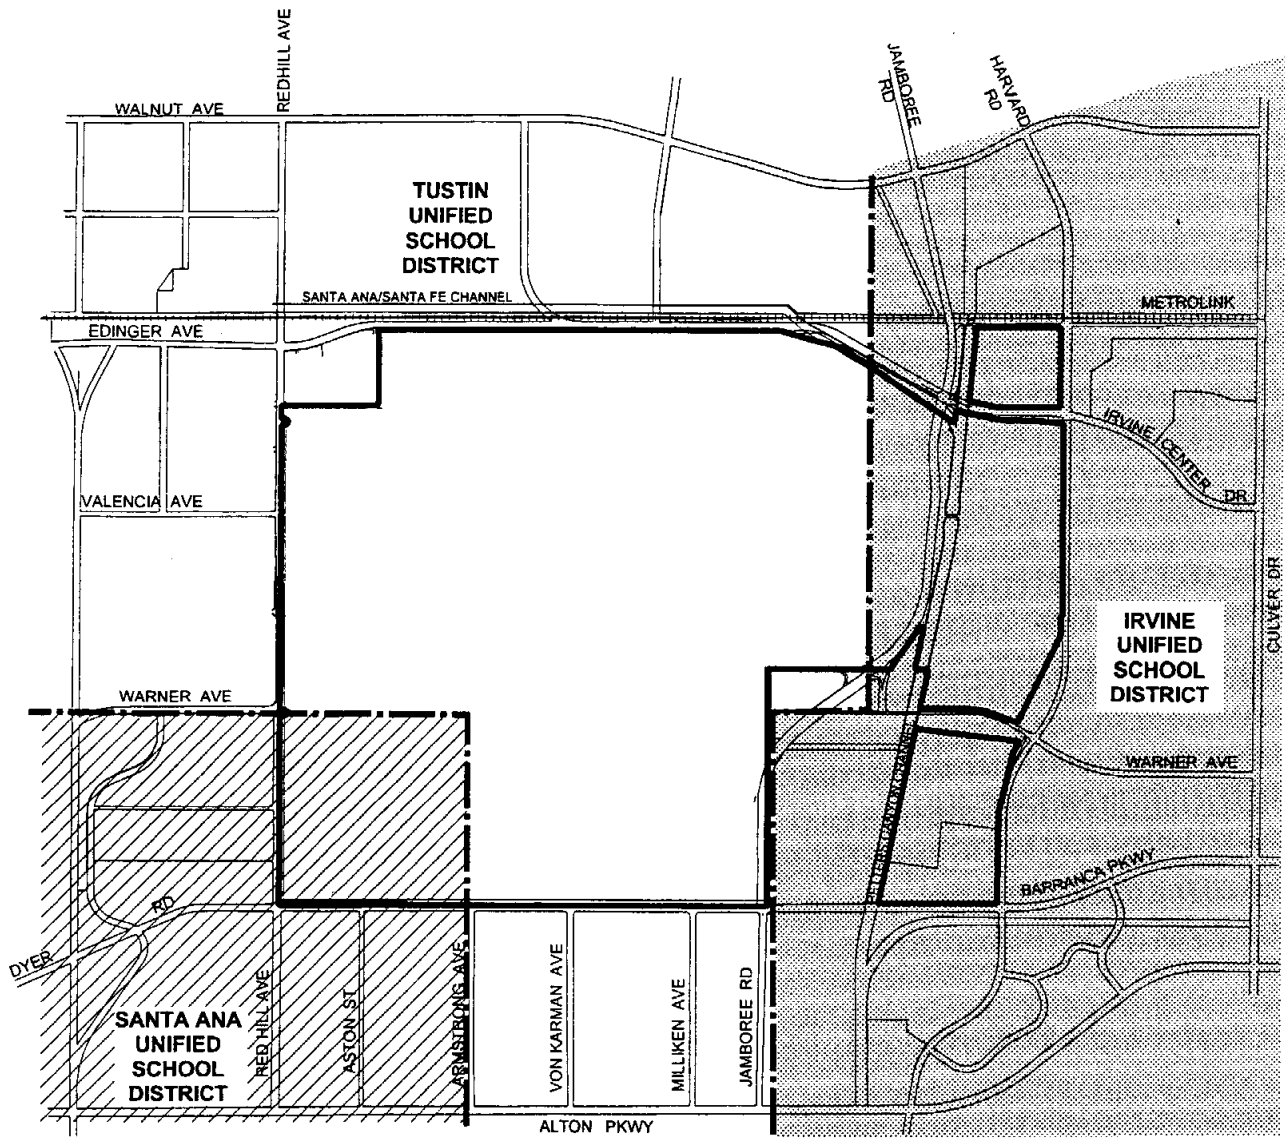 REDHILL AVE
JAMBOREE
RD
HARVARD
RD
WALNUT AVE
TUSTIN
UNIFIED
SCHOOL
DISTRICT
SANTA ANA/SANTA FE CHANNEL
METROLINK
EDINGER AVE
IRVINE CENTER DR
VALENCIA AVE
CULVER DR
IRVINE
UNIFIED
SCHOOL
DISTRICT
WARNER AVE
WARNER AVE
CANYON CHANNEL
BARRANCA PKWY
DYER RD
RED HILL AVE
ASTON ST
ARMSTRONG AVE
VON KARMAN AVE
MILLIKEN AVE
JAMBOREE RD
SANTA ANA
UNIFIED
SCHOOL
DISTRICT
ALTON PKWY